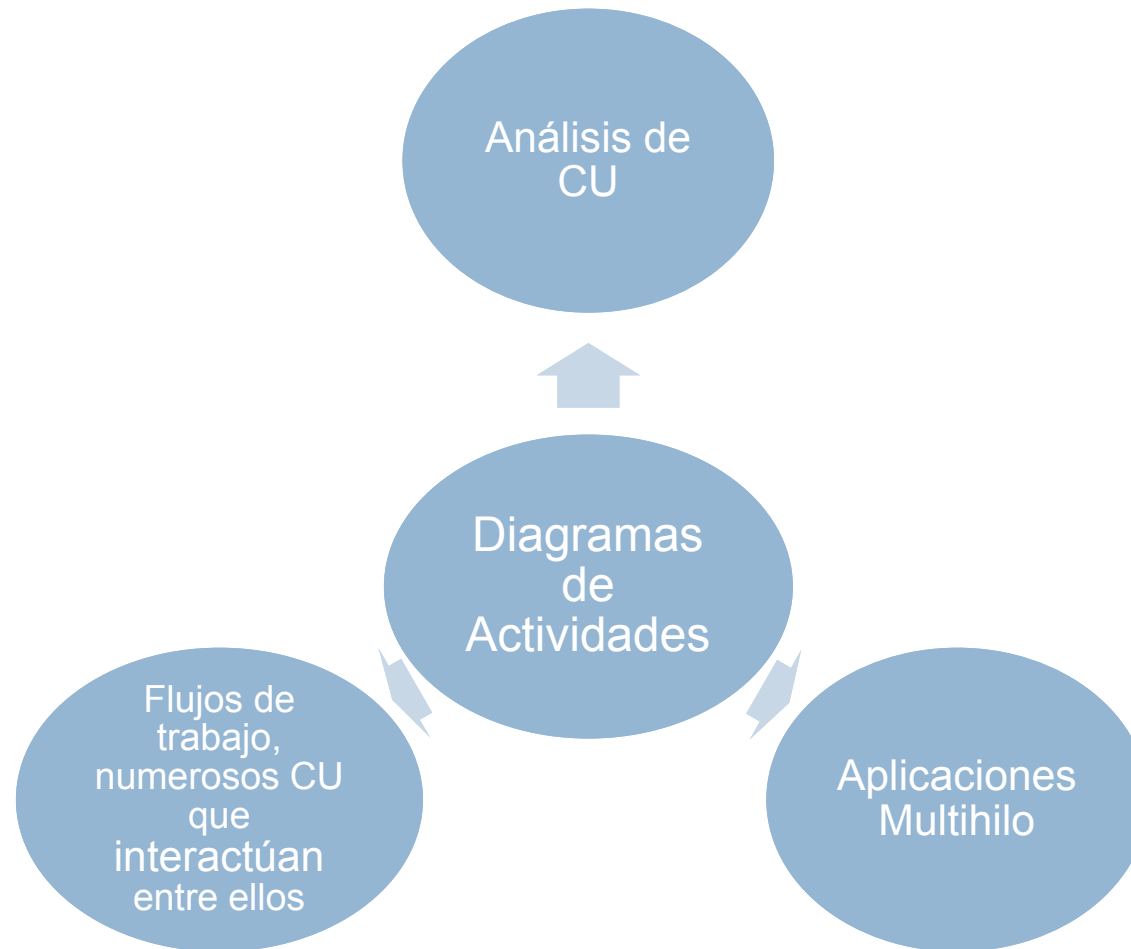 Análisis de
CU
Diagramas
de
Actividades
Flujos de
trabajo,
numerosos CU
que
interactúan
entre ellos
Aplicaciones
Multihilo